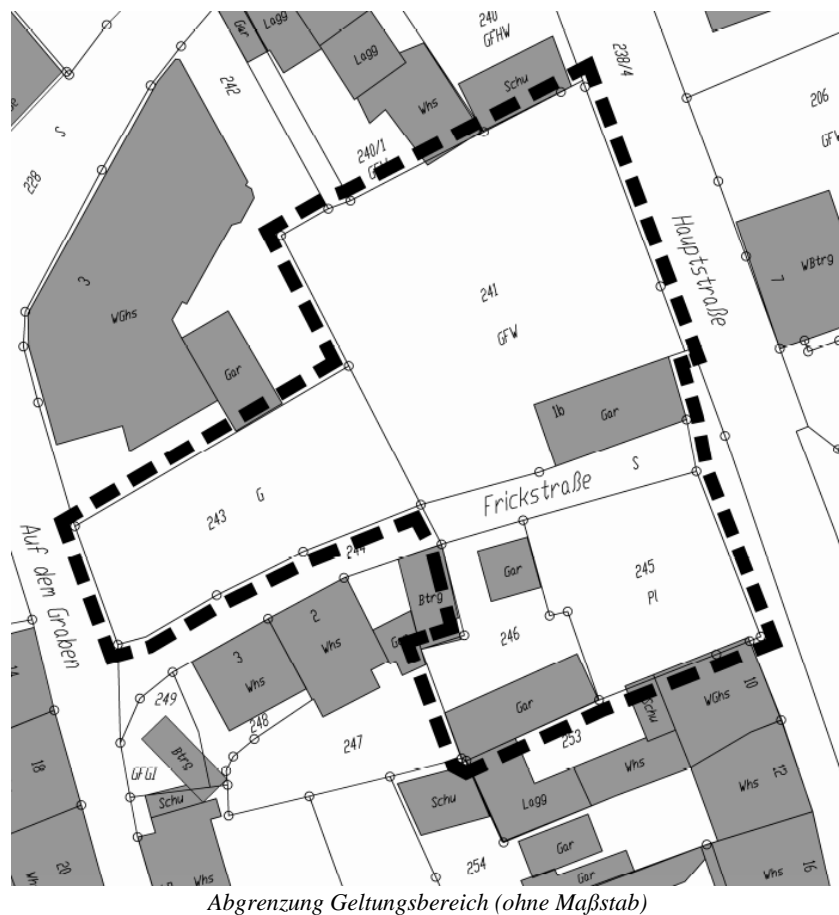 240
GFHW
Gar
Lagg
Lagg
Schu
238/4
242
Whs
206
S
228
240/1
Hauptstraße
3
WGhs
241
GFW
7
WBtrg
Gar
1b
Gar
S
Frickstraße
G
243
244
Auf dem Graben
Gar
245
Pl
Btrg
246
2
Whs
3
Whs
Gar
249
248
247
Btrg
GFGI
Schu
253
Schu
WGhs
10
14
18
20
Schu
Lagg
Whs
Whs
12
254
Gar
Gar
Whs
16
Whs
Abgrenzung Geltungsbereich (ohne Maßstab)